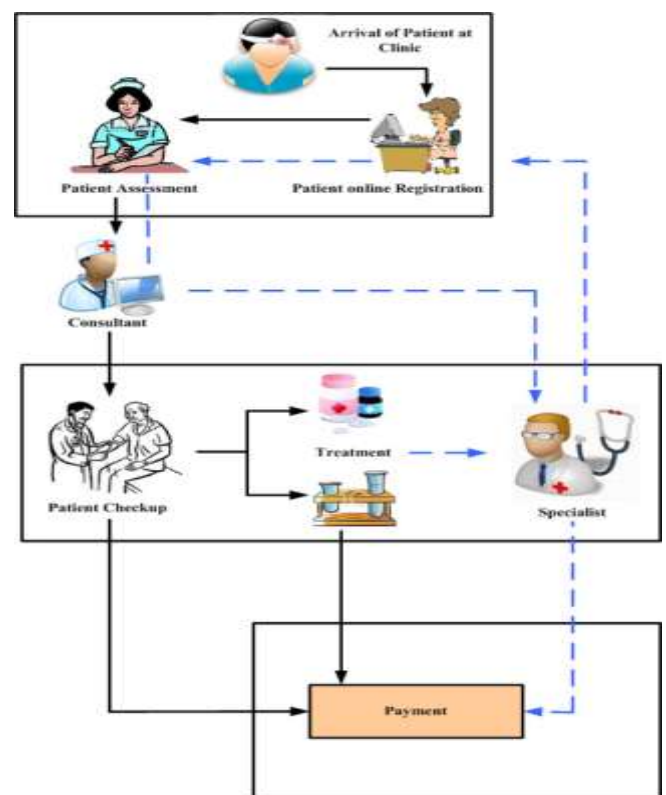 Arrival of Patient at
Clinic
Patient Assessment
Patient online Registration
Consultant
Treatment
Patient Checkup
Specialist
Payment